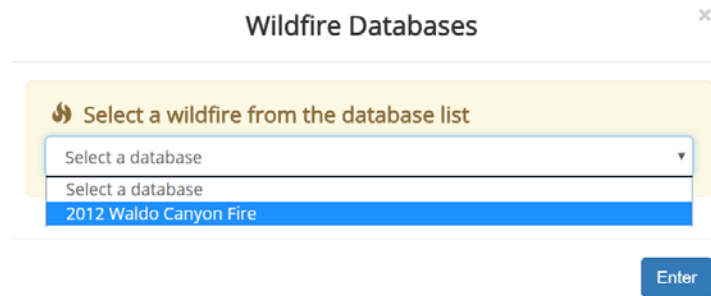 Wildfire Databases
×
Select a wildfire from the database list
Select a database
Select a database
2012 Waldo Canyon Fire
Enter